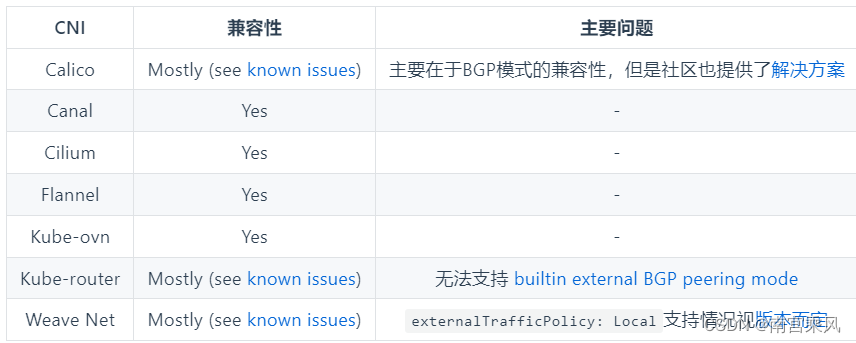 CNI 兼容性 主要问题
Calico Mostly (see known issues) 主要在于BGP模式的兼容性，但是社区也提供了解决方案
Canal Yes -
Cilium Yes -
Flannel Yes -
Kube-ovn Yes -
Kube-router Mostly (see known issues) 无法支持 builtin external BGP peering mode
Weave Net Mostly (see known issues) externalTrafficPolicy: Local 支持情况视版本而定
CSDN @南宫乘风